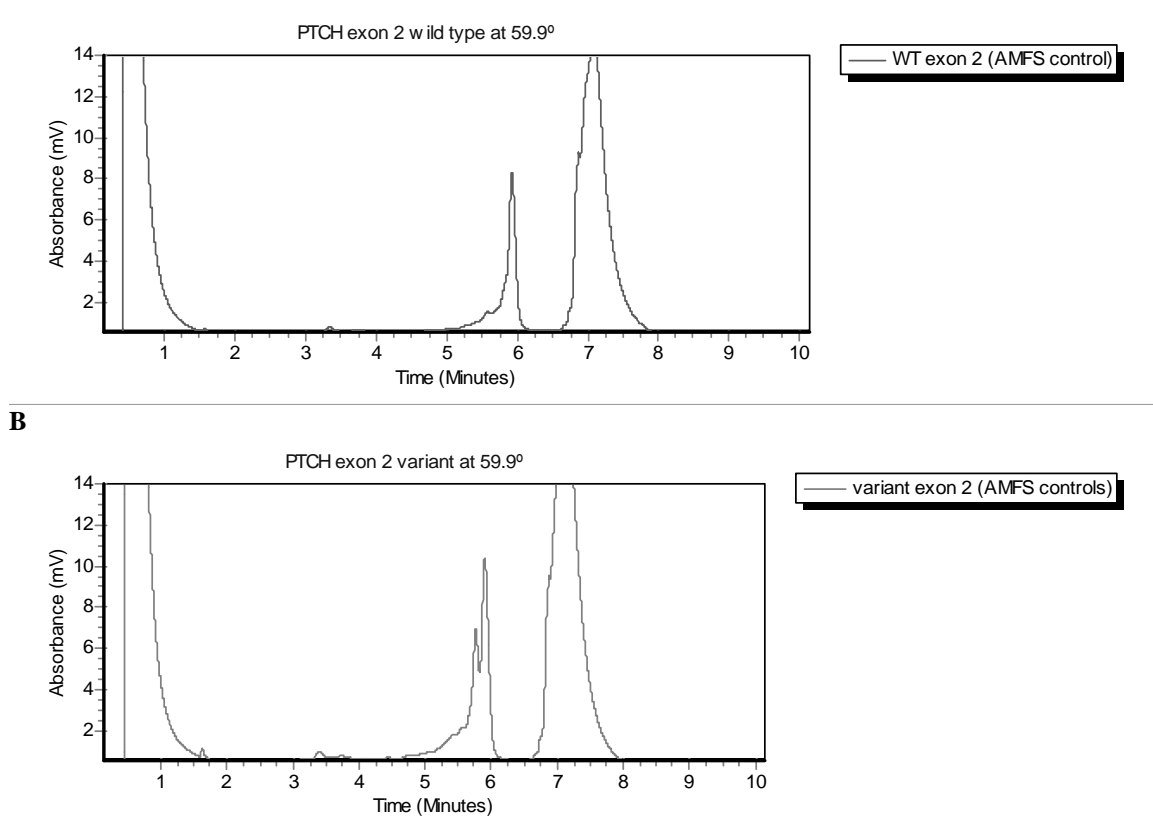 PTCH exon 2 wild type at 59.9º
WT exon 2 (AMFS control)
Absorbance (mV)
14
12
10
8
6
4
2
1 2 3 4 5 6 7 8 9 10
Time (Minutes)
B
PTCH exon 2 variant at 59.9º
variant exon 2 (AMFS controls)
Absorbance (mV)
14
12
10
8
6
4
2
1 2 3 4 5 6 7 8 9 10
Time (Minutes)